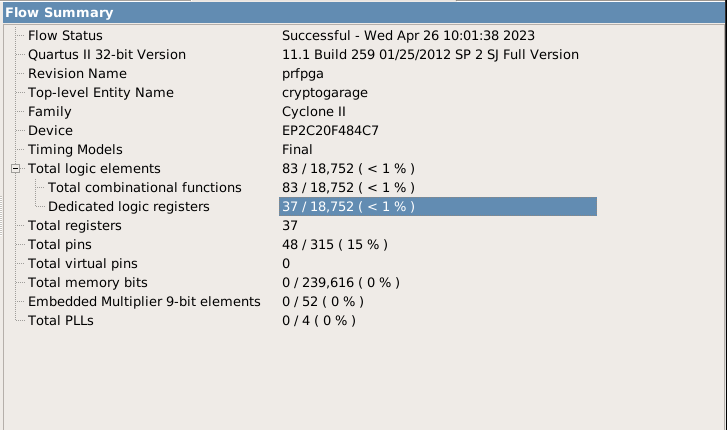 Flow Summary
Flow Status Successful - Wed Apr 26 10:01:38 2023
Quartus II 32-bit Version 11.1 Build 259 01/25/2012 SP 2 SJ Full Version
Revision Name prfpga
Top-level Entity Name cryptogarage
Family Cyclone II
Device EP2C20F484C7
Timing Models Final
Total logic elements 83 / 18,752 ( < 1 % )
Total combinational functions 83 / 18,752 ( < 1 % )
Dedicated logic registers 37 / 18,752 ( < 1 % )
Total registers 37
Total pins 48 / 315 ( 15 % )
Total virtual pins 0
Total memory bits 0 / 239,616 ( 0 % )
Embedded Multiplier 9-bit elements 0 / 52 ( 0 % )
Total PLLs 0 / 4 ( 0 % )